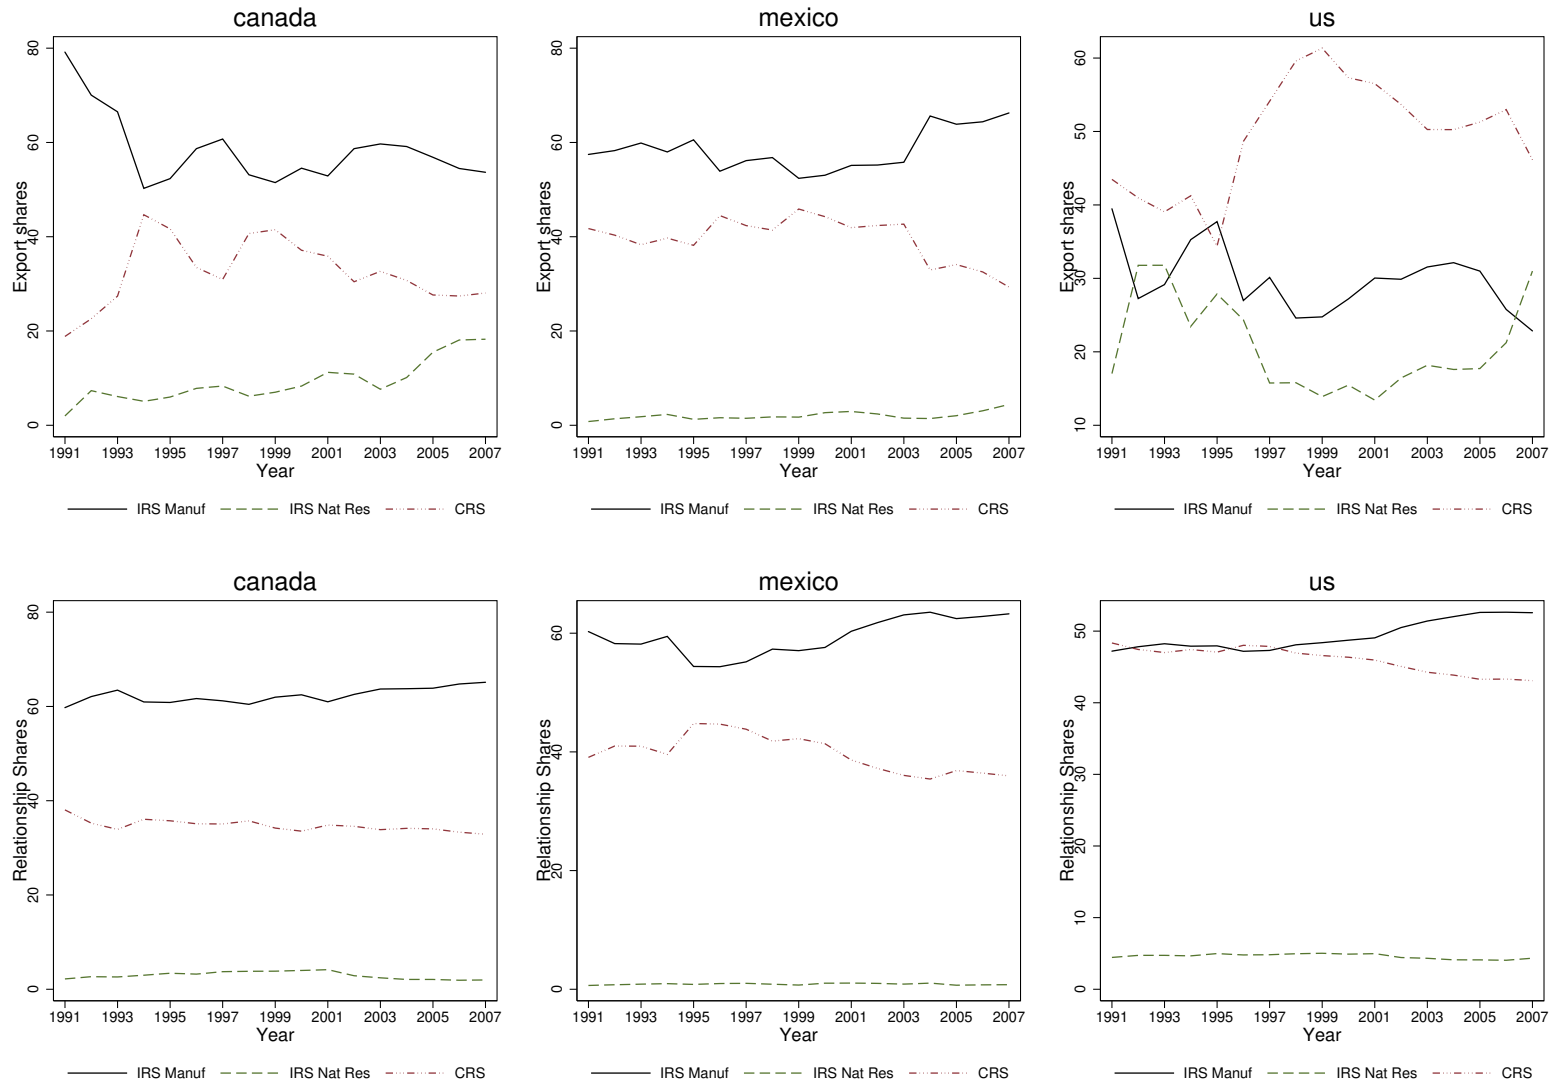 canada
Export shares
80
60
40
20
0
1991 1993 1995 1997 1999 2001 2003 2005 2007
Year
IRS Manuf IRS Nat Res CRS
mexico
Export shares
80
60
40
20
0
1991 1993 1995 1997 1999 2001 2003 2005 2007
Year
IRS Manuf IRS Nat Res CRS
us
Export shares
60
50
40
30
20
10
1991 1993 1995 1997 1999 2001 2003 2005 2007
Year
IRS Manuf IRS Nat Res CRS
canada
Relationship Shares
80
60
40
20
0
1991 1993 1995 1997 1999 2001 2003 2005 2007
Year
IRS Manuf IRS Nat Res CRS
mexico
Relationship Shares
60
40
20
0
1991 1993 1995 1997 1999 2001 2003 2005 2007
Year
IRS Manuf IRS Nat Res CRS
us
Relationship Shares
50
40
30
20
10
0
1991 1993 1995 1997 1999 2001 2003 2005 2007
Year
IRS Manuf IRS Nat Res CRS